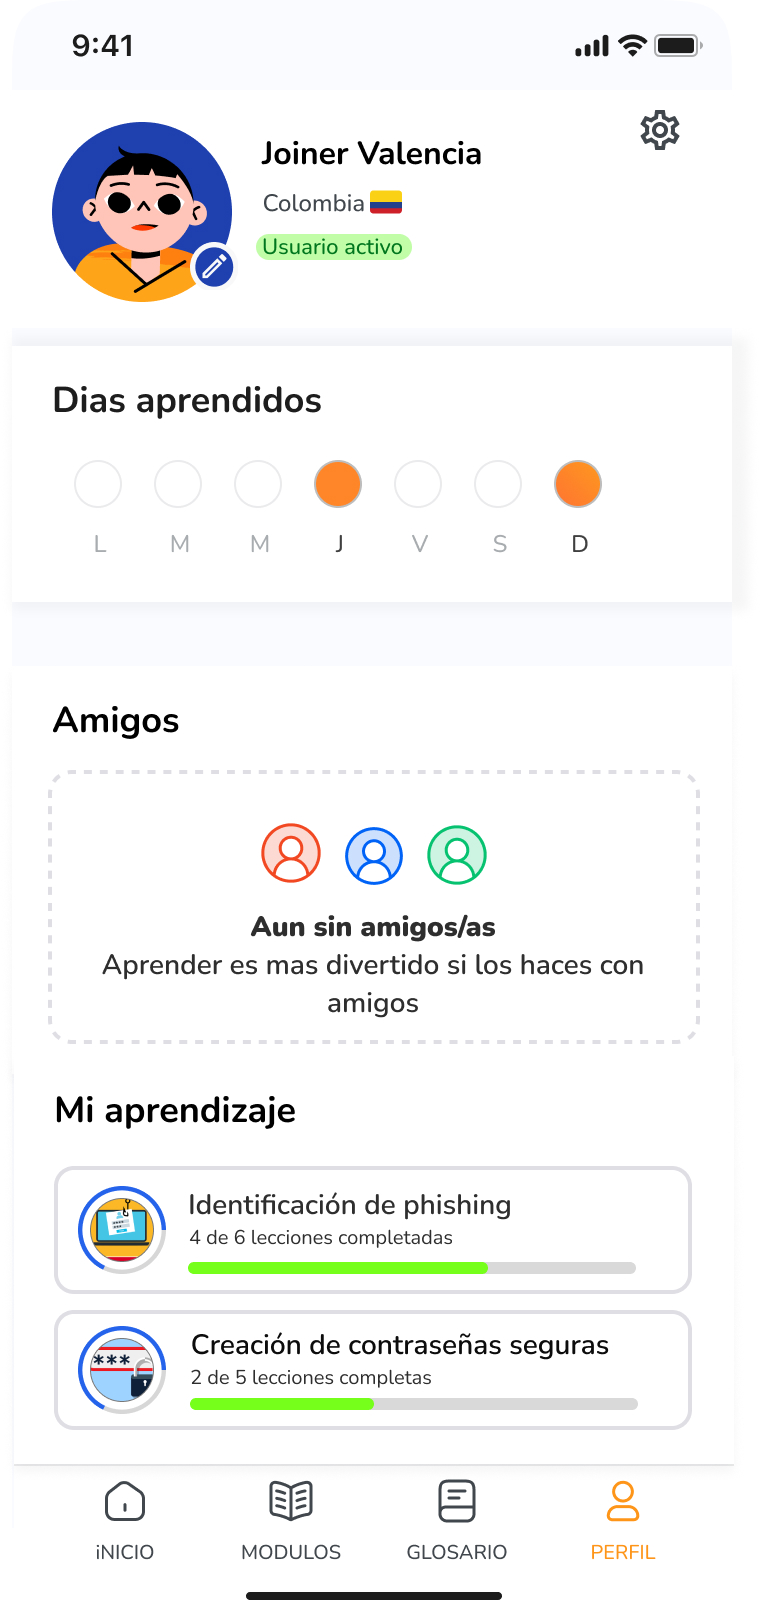 9:41
Joiner Valencia
Colombia
Usuario activo
Dias aprendidos
L M M J V S D
Amigos
Aun sin amigos/as
Aprender es mas divertido si los haces con
amigos
Mi aprendizaje
Identificación de phishing
4 de 6 lecciones completadas
***
Creación de contraseñas seguras
2 de 5 lecciones completas
iNICIO MODULOS GLOSARIO PERFIL